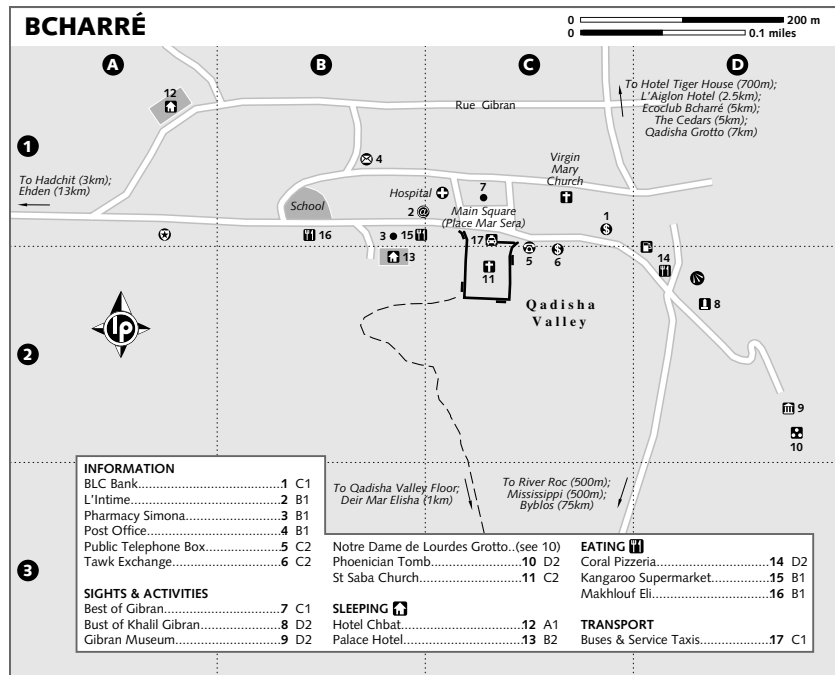 BCHARRÉ
0 200 m
0 0.1 miles
A
B
C
D
12
Rue Gibran
To Hotel Tiger House (700m);
L'Aiglon Hotel (2.5km);
Ecoclub Bcharré (5km);
The Cedars (5km);
Qadisha Grotto (7km)
1
4
Virgin
Mary
Church
To Hadchit (3km);
Ehden (13km)
Hospital
7
School
2 @
Main Square
(Place Mar Sera)
1
$
16
3
15
17
13
5
$
6
14
11
8
Qadisha
Valley
lp
2
9
10
To Qadisha Valley Floor;
Deir Mar Elisha (1km)
To River Roc (500m);
Mississippi (500m);
Byblos (75km)
3
INFORMATION
BLC Bank..........................1 C1
L'Intime..........................2 B1
Pharmacy Simona..........................3 B1
Post Office..........................4 B1
Public Telephone Box..........................5 C2
Tawk Exchange..........................6 C2
SIGHTS & ACTIVITIES
Best of Gibran..........................7 C1
Bust of Khalil Gibran..........................8 D2
Gibran Museum..........................9 D2
Notre Dame de Lourdes Grotto..(see 10)
Phoenician Tomb..........................10 D2
St Saba Church..........................11 C2
SLEEPING
Hotel Chbat..........................12 A1
Palace Hotel..........................13 B2
EATING
Coral Pizzeria..........................14 D2
Kangaroo Supermarket..........................15 B1
Makhlouf Eli..........................16 B1
TRANSPORT
Buses & Service Taxis..........................17 C1